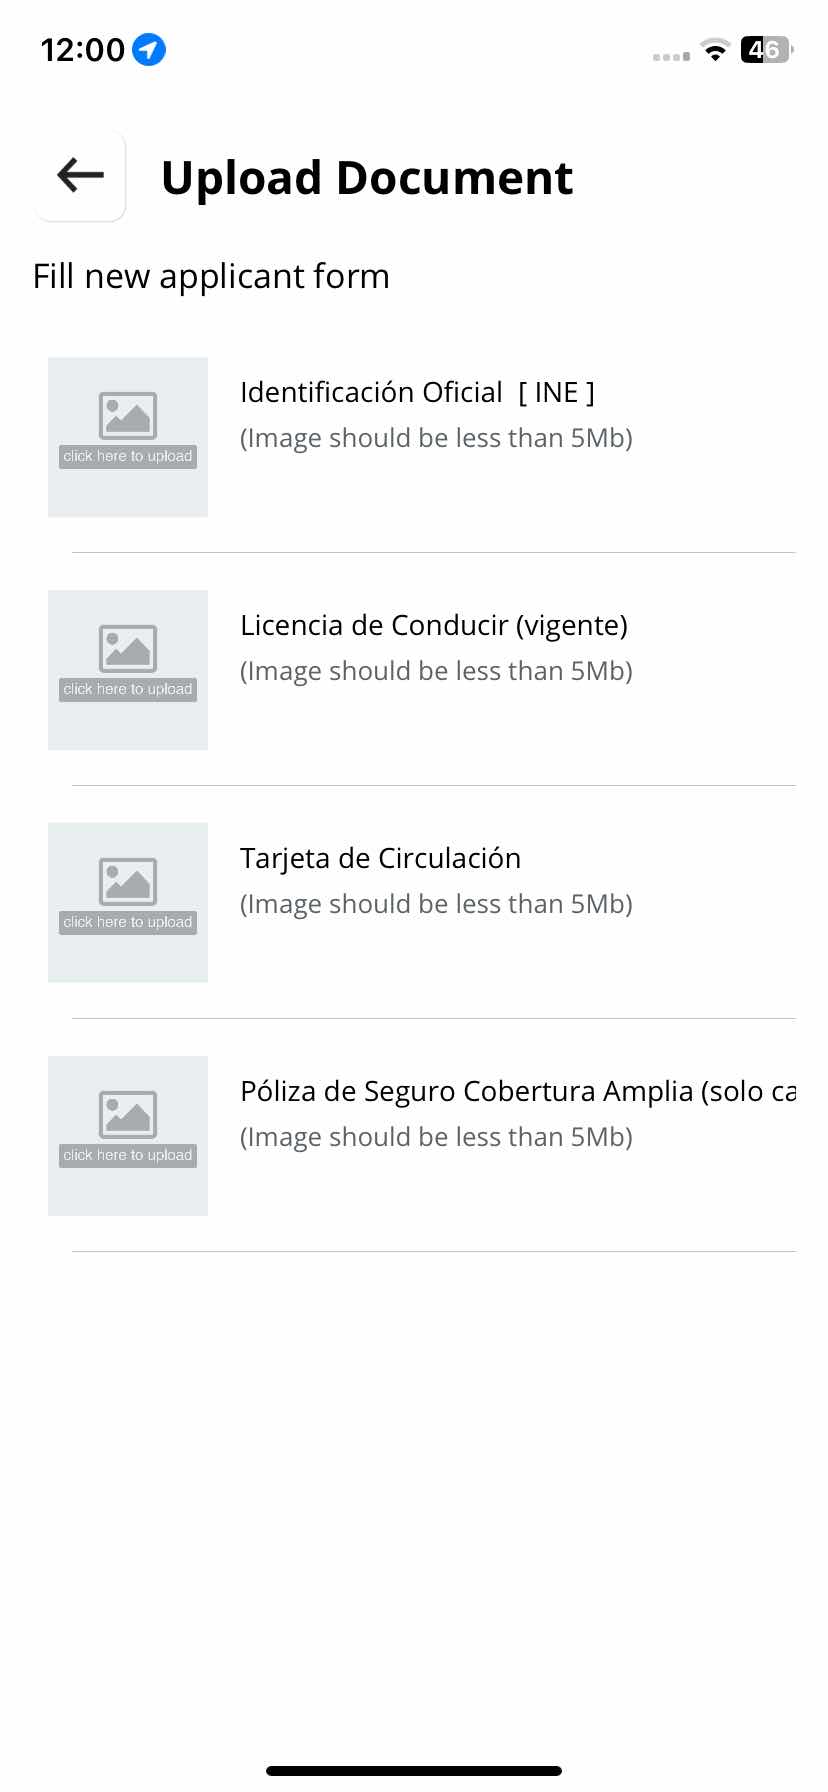 12:00
46
Upload Document
Fill new applicant form
Identificación Oficial  [ INE ]
(Image should be less than 5Mb)
click here to upload
Licencia de Conducir (vigente)
(Image should be less than 5Mb)
click here to upload
Tarjeta de Circulación
(Image should be less than 5Mb)
click here to upload
Póliza de Seguro Cobertura Amplia (solo ca
(Image should be less than 5Mb)
click here to upload